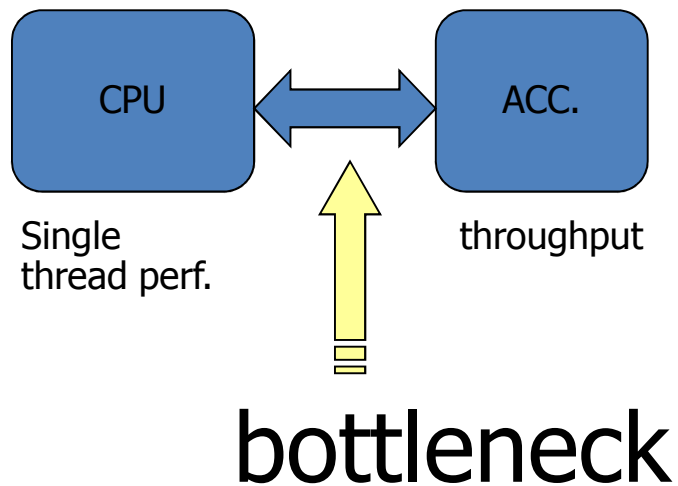 CPU
ACC.
Single
thread perf.
throughput
bottleneck